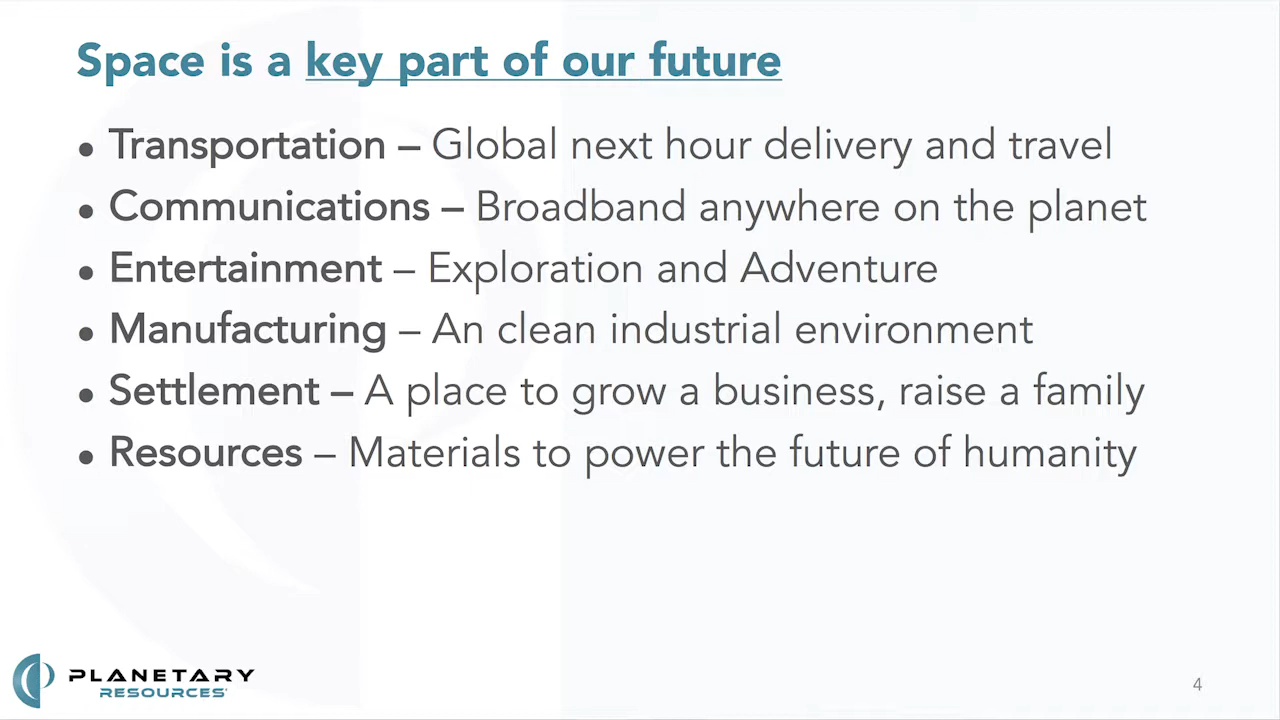 Space is a key part of our future
● Transportation – Global next hour delivery and travel
● Communications – Broadband anywhere on the planet
● Entertainment – Exploration and Adventure
● Manufacturing – An clean industrial environment
● Settlement – A place to grow a business, raise a family
● Resources – Materials to power the future of humanity
PLANETARY
RESOURCES
4